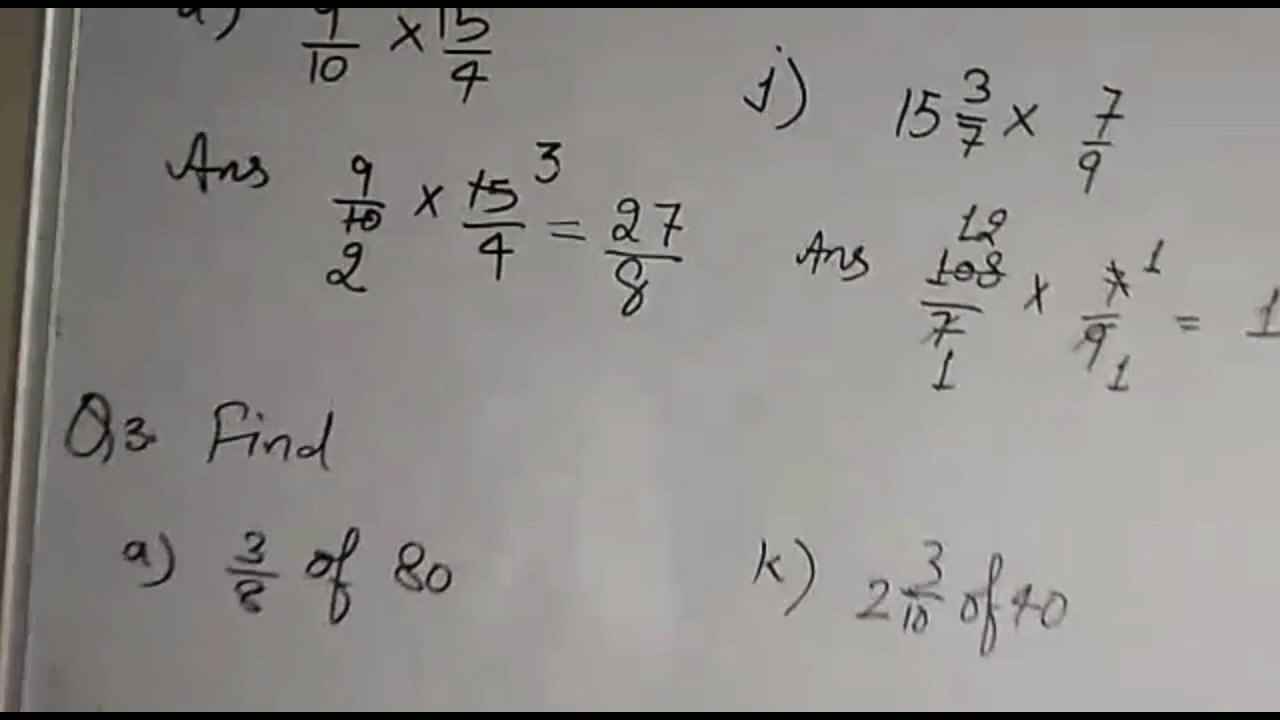 9/10 × 15/4
Ans 9/10 2 × 15/4 3 = 27/8
Q3. Find
a) 3/8 of 80
j) 15 3/7 × 7/9
Ans 12 108/7 1 × 7/9 1 1 = 1
k) 2 3/10 of 40